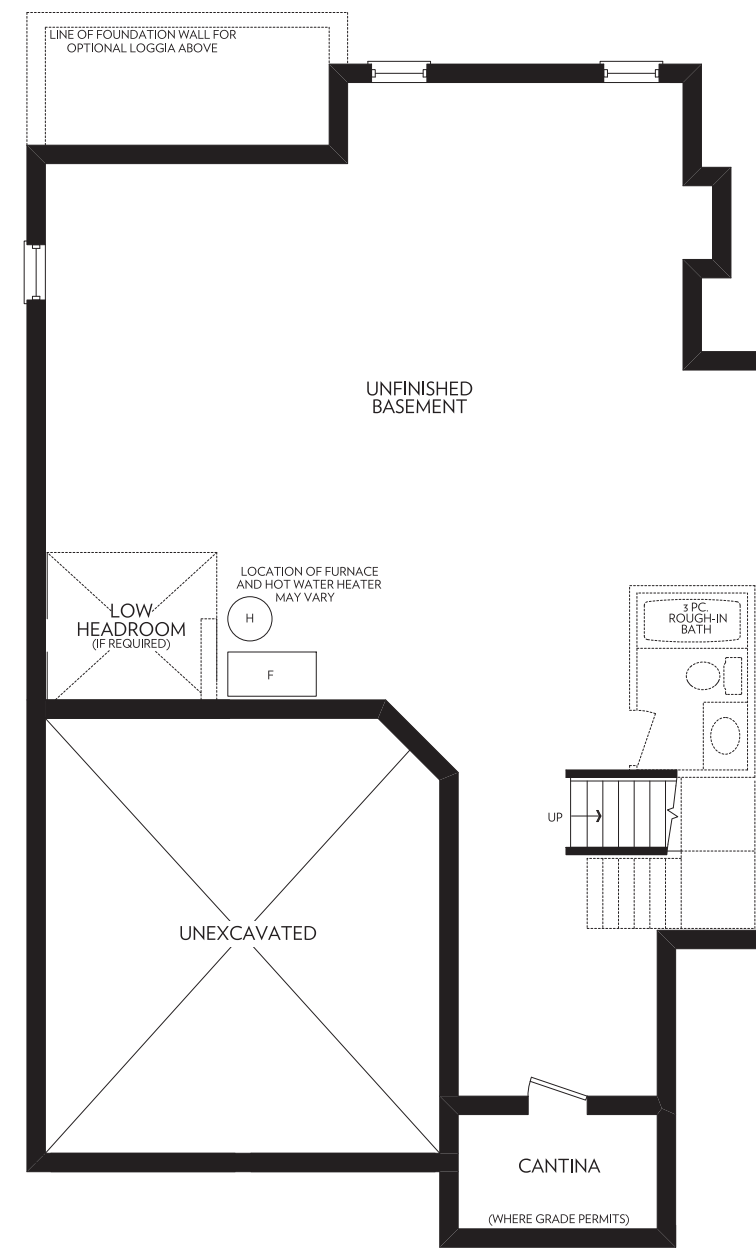 LINE OF FOUNDATION WALL FOR
OPTIONAL LOGGIA ABOVE
UNFINISHED
BASEMENT
LOCATION OF FURNACE
AND HOT WATER HEATER
MAY VARY
LOW
HEADROOM
(IF REQUIRED)
H
F
3 PC.
ROUGH-IN
BATH
UP
UNEXCAVATED
CANTINA
(WHERE GRADE PERMITS)